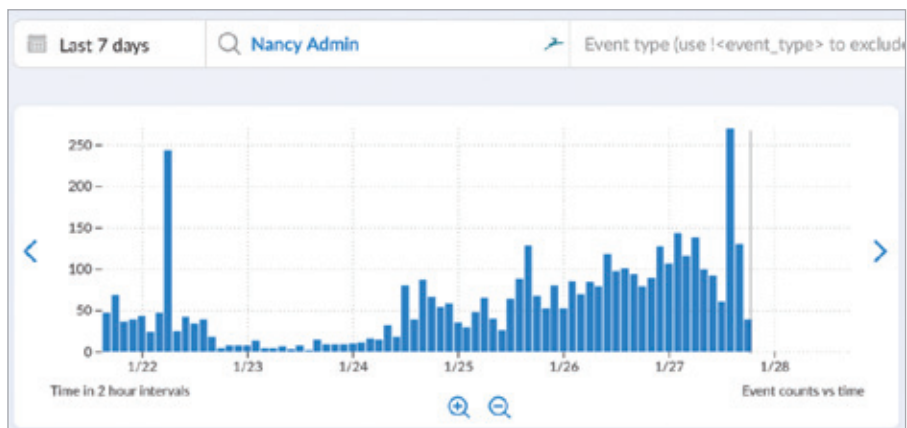 Last 7 days Nancy Admin Event type (use !<event_type> to exclude
250
200
150
100
50
0
1/22 1/23 1/24 1/25 1/26 1/27 1/28
Time in 2 hour intervals Event counts vs time